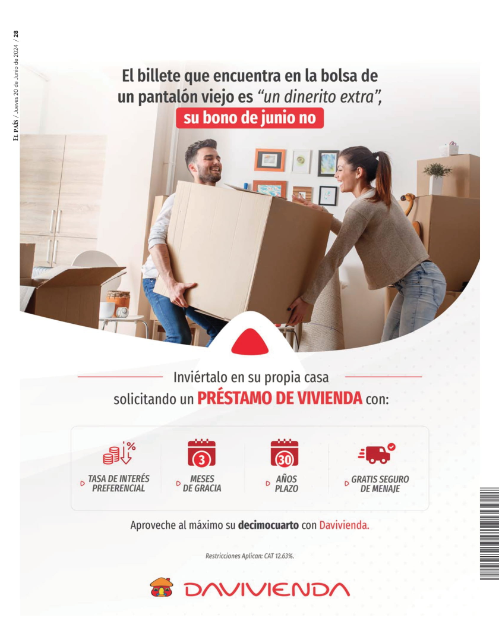 EL PAÍS / Jueves 20 de Junio de 2024 / 28
El billete que encuentra en la bolsa de
un pantalón viejo es “un dinerito extra”,
su bono de junio no
Inviértalo en su propia casa
solicitando un PRÉSTAMO DE VIVIENDA con:
%
TASA DE INTERÉS
PREFERENCIAL
3
MESES
DE GRACIA
30
AÑOS
PLAZO
GRATIS SEGURO
DE MENAJE
Aproveche al máximo su decimocuarto con Davivienda.
Restricciones Aplican: CAT 12.63%.
DAVIVIENDA